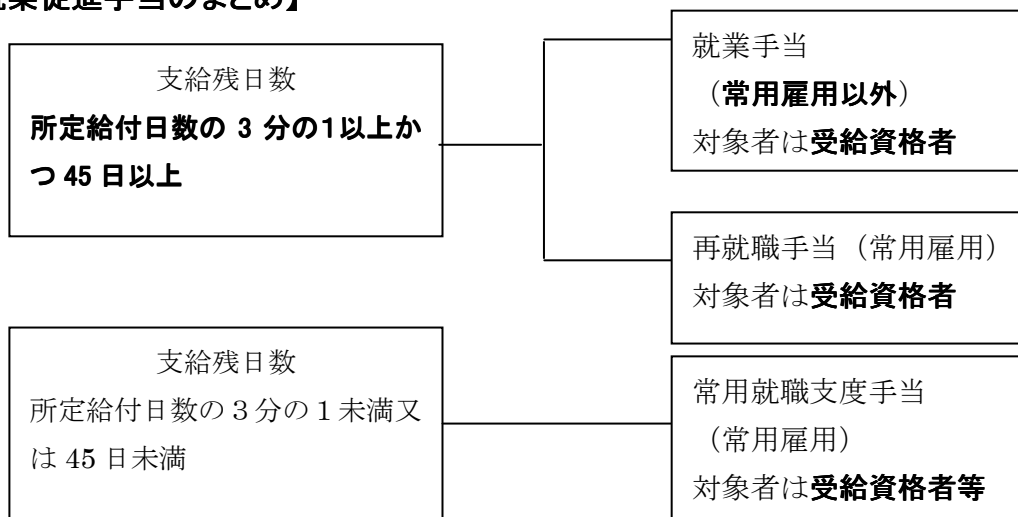 業促進手当のまとめ】
支給残日数
所定給付日数の 3 分の1以上か
つ 45 日以上
就業手当
（常用雇用以外）
対象者は受給資格者
再就職手当（常用雇用）
対象者は受給資格者
支給残日数
所定給付日数の３分の１未満又
は 45 日未満
常用就職支度手当
（常用雇用）
対象者は受給資格者等